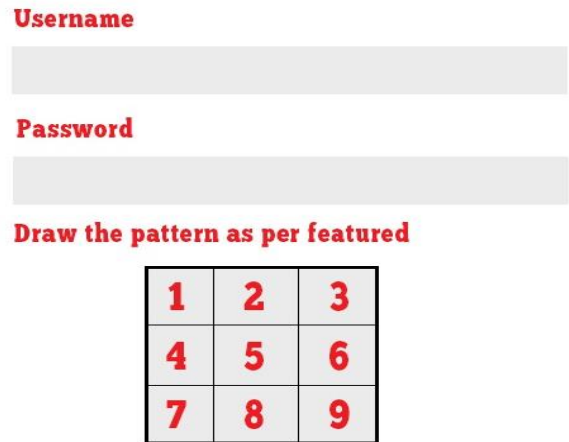 Username
Password
Draw the pattern as per featured
1 2 3
4 5 6
7 8 9